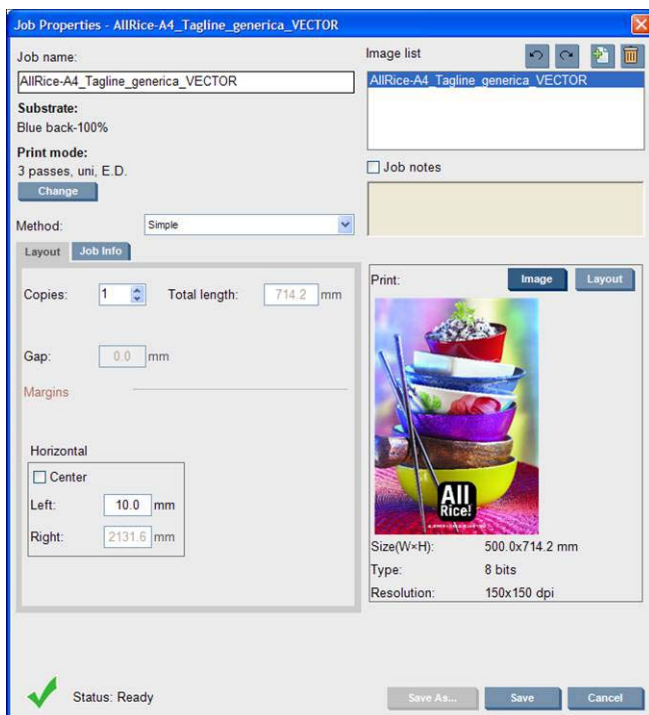 Job Properties - AllRice-A4_Tagline_generica_VECTOR
Job name:
AllRice-A4_Tagline_generica_VECTOR
Substrate:
Blue back-100%
Print mode:
3 passes, uni, E.D.
Change
Method:
Simple
Image list
AllRice-A4_Tagline_generica_VECTOR
Job notes
Layout
Job Info
Copies:
1
Total length:
714.2 mm
Gap:
0.0 mm
Margins
Horizontal
Center
Left:
10.0 mm
Right:
2131.6 mm
Print:
Image
Layout
All
Rice!
Size(W×H):
500.0x714.2 mm
Type:
8 bits
Resolution:
150x150 dpi
Status: Ready
Save As...
Save
Cancel